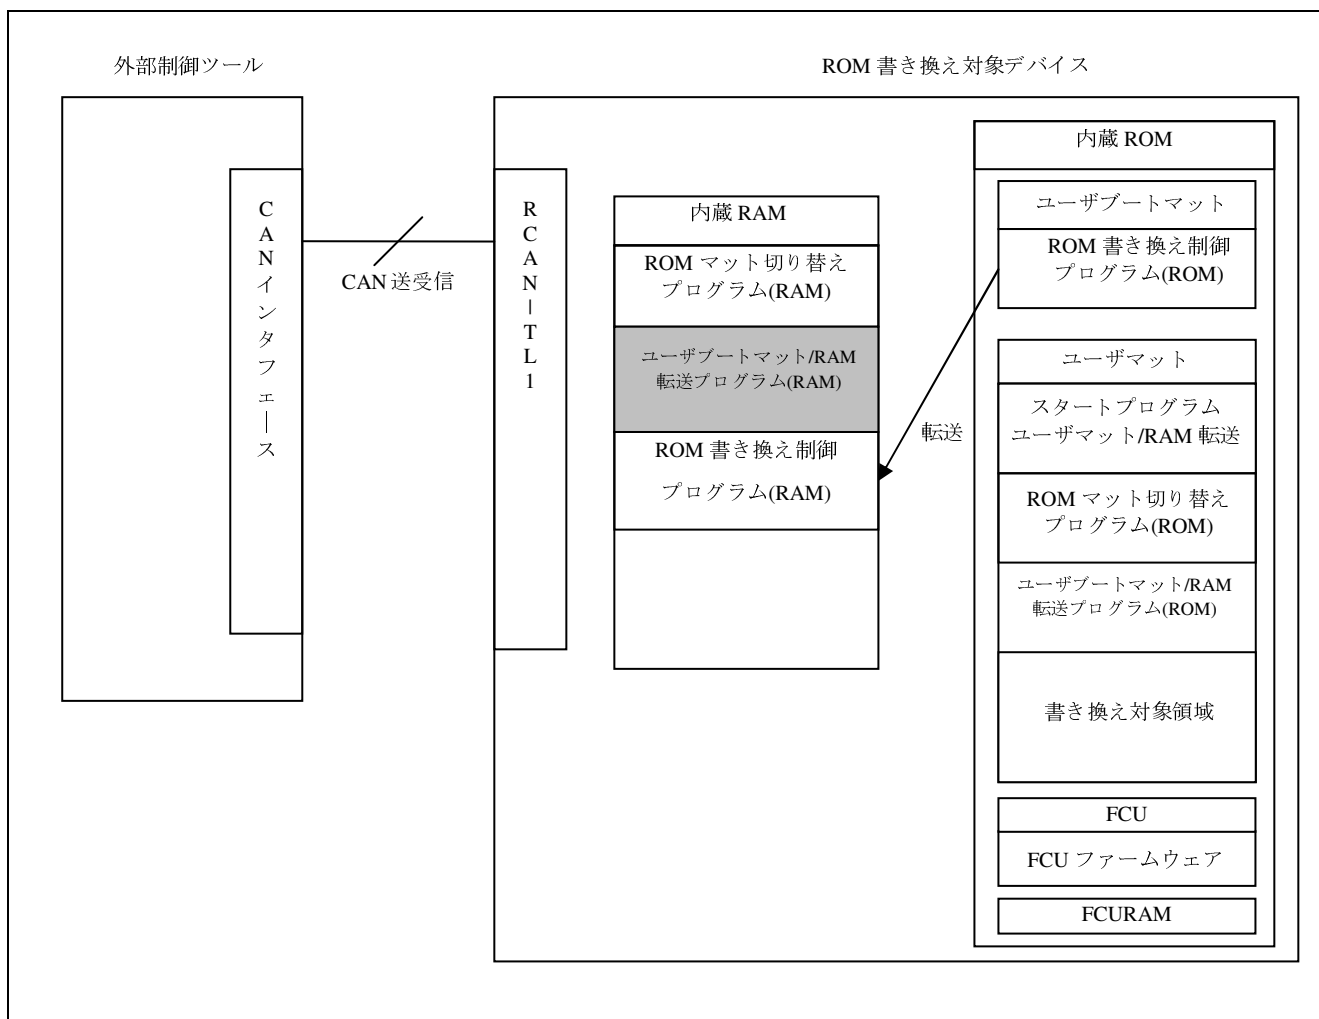 外部制御ツール
ROM 書き換え対象デバイス
CANインタフェース
CAN 送受信
RCAN－TL1
内蔵 RAM
ROM マット切り替え
プログラム(RAM)
ユーザブートマット/RAM
転送プログラム(RAM)
ROM 書き換え制御
プログラム(RAM)
転送
内蔵 ROM
ユーザブートマット
ROM 書き換え制御
プログラム(ROM)
ユーザマット
スタートプログラム
ユーザマット/RAM 転送
ROM マット切り替え
プログラム(ROM)
ユーザブートマット/RAM
転送プログラム(ROM)
書き換え対象領域
FCU
FCU ファームウェア
FCURAM